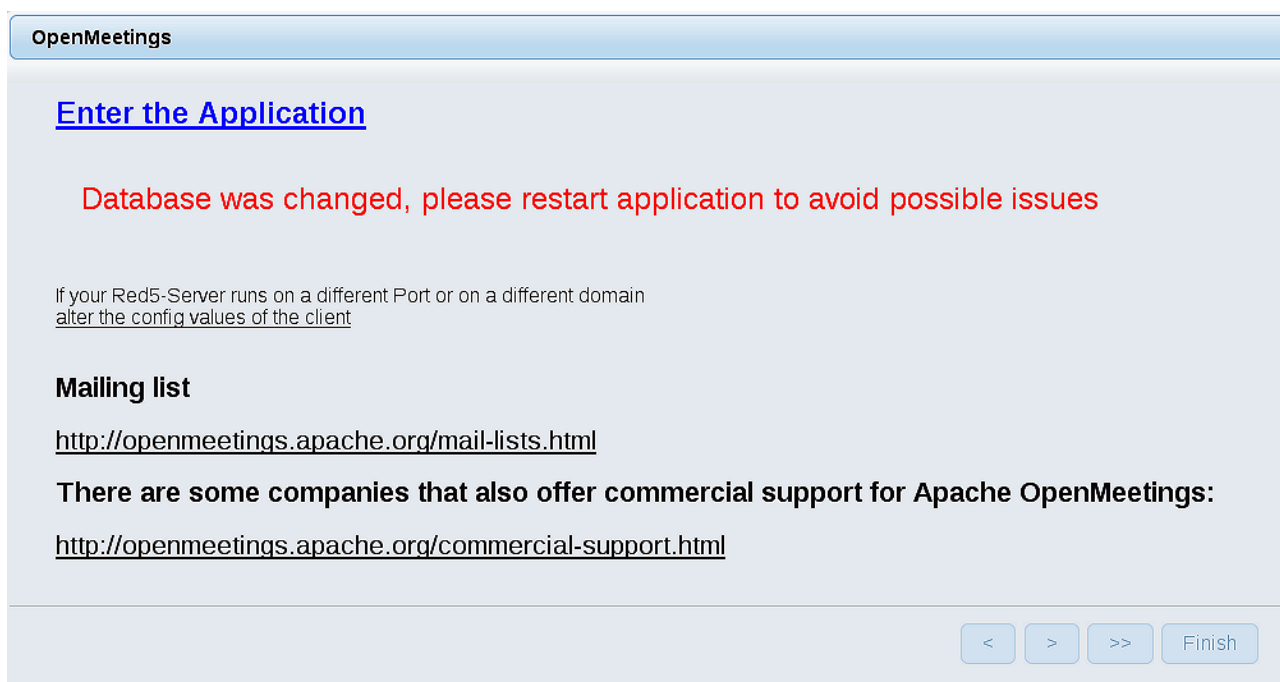 OpenMeetings
Enter the Application
Database was changed, please restart application to avoid possible issues
If your Red5-Server runs on a different Port or on a different domain
alter the config values of the client
Mailing list
http://openmeetings.apache.org/mail-lists.html
There are some companies that also offer commercial support for Apache OpenMeetings:
http://openmeetings.apache.org/commercial-support.html
< > >> Finish